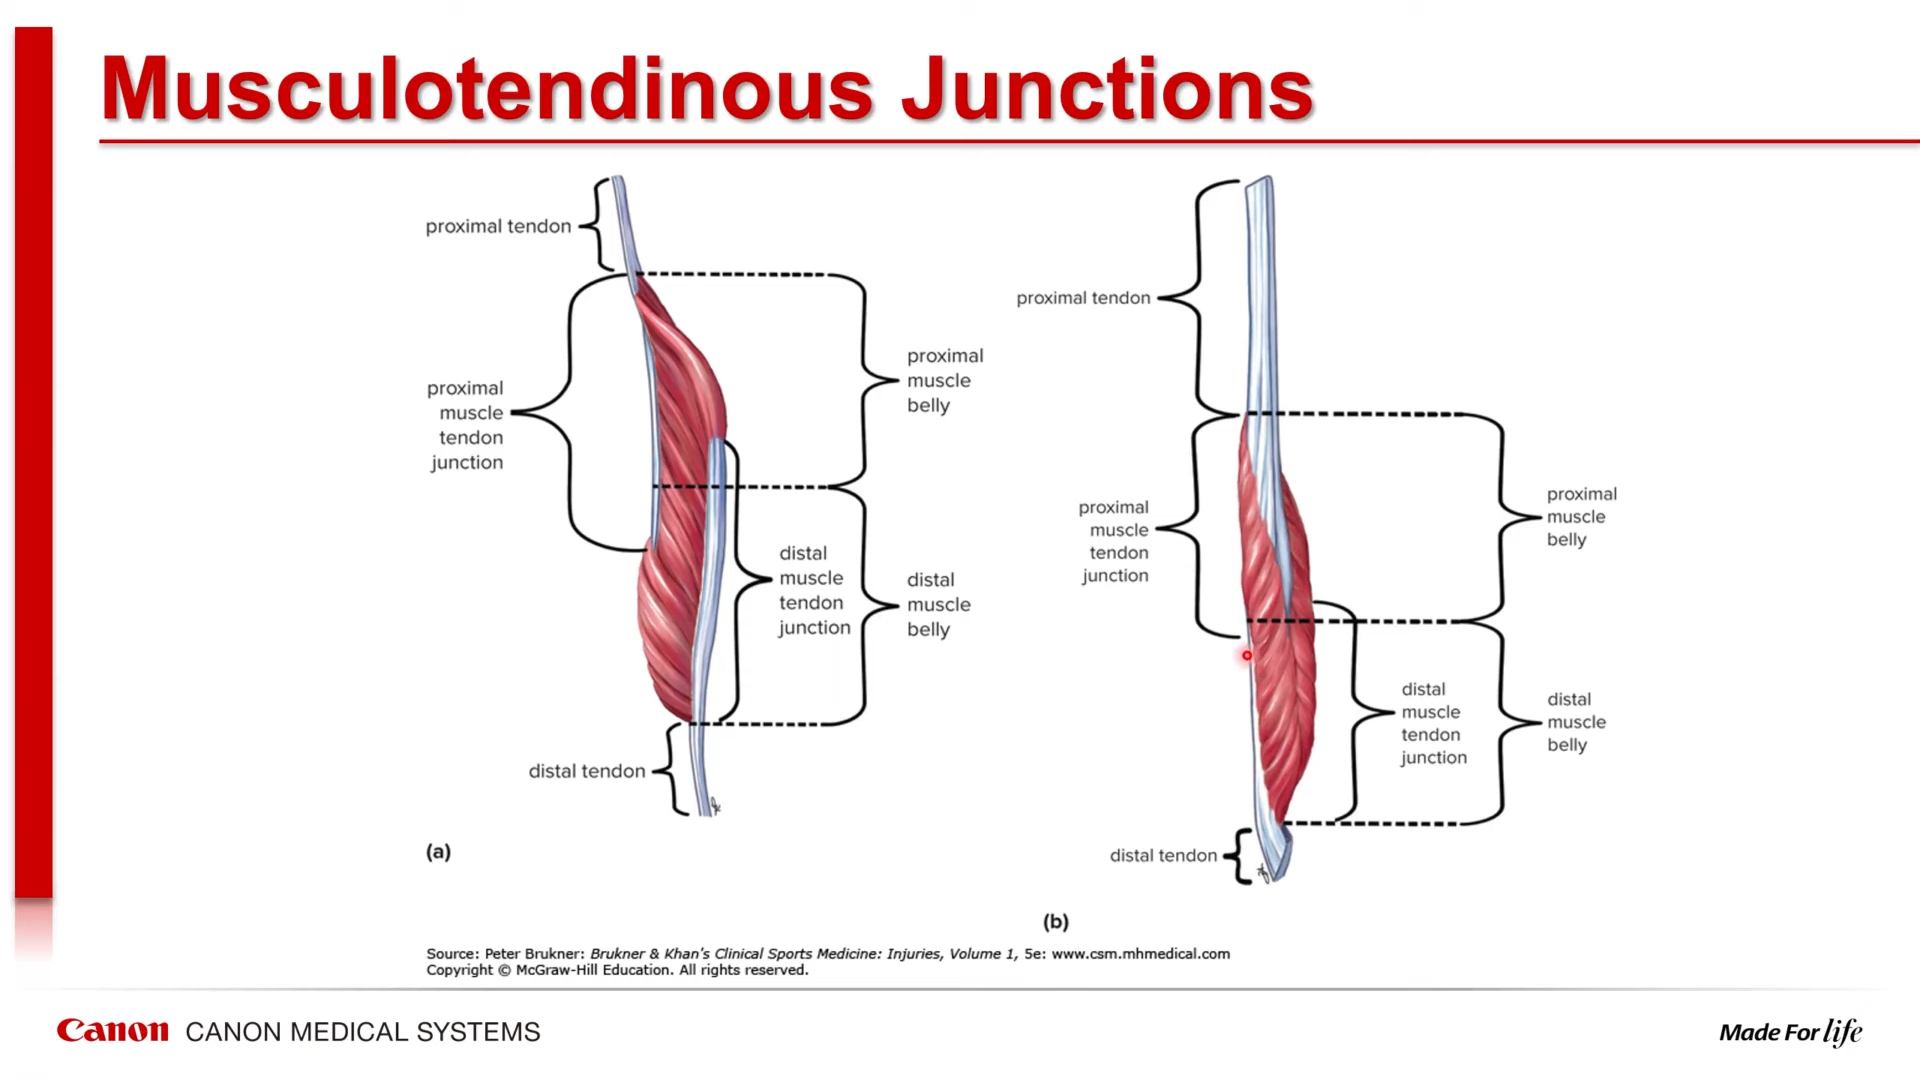 Musculotendinous Junctions
proximal tendon
proximal
muscle
tendon
junction
proximal
muscle
belly
distal
muscle
tendon
junction
distal
muscle
belly
distal tendon
(a)
proximal tendon
proximal
muscle
tendon
junction
proximal
muscle
belly
distal
muscle
tendon
junction
distal
muscle
belly
distal tendon
(b)
Source: Peter Brukner: Brukner & Khan's Clinical Sports Medicine: Injuries, Volume 1, 5e: www.csm.mhmedical.com
Copyright © McGraw-Hill Education. All rights reserved.
Canon CANON MEDICAL SYSTEMS
Made For life